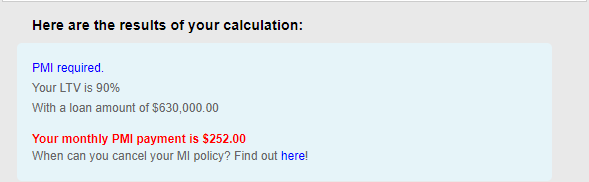 Here are the results of your calculation:
PMI required.
Your LTV is 90%
With a loan amount of $630,000.00
Your monthly PMI payment is $252.00
When can you cancel your MI policy? Find out here!